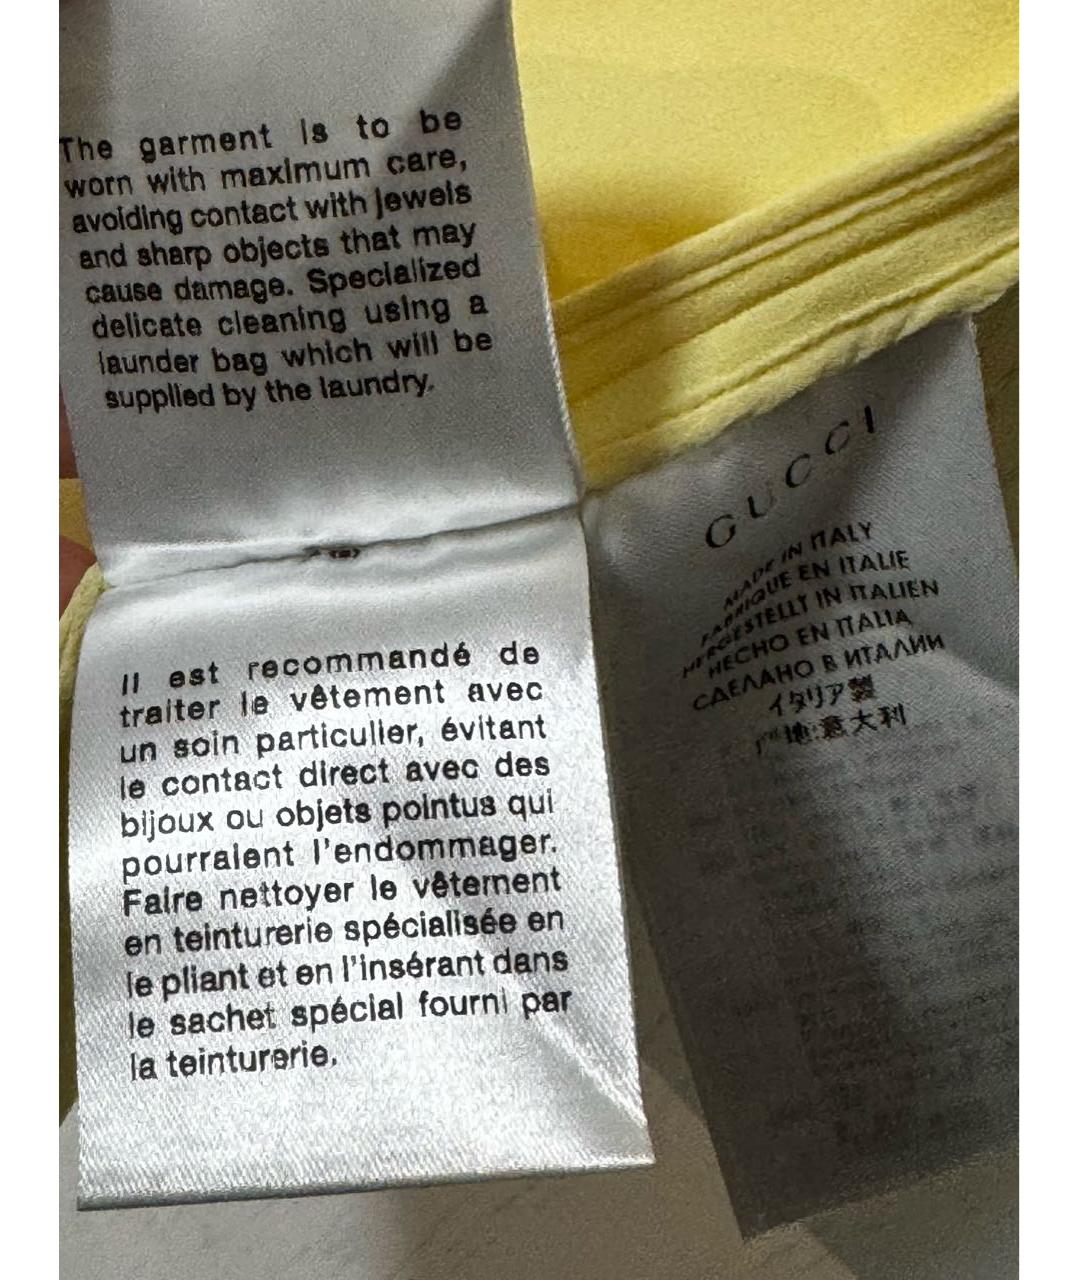 The garment is to be
worn with maximum care,
avoiding contact with jewels
and sharp objects that may
cause damage. Specialized
delicate cleaning using a
launder bag which will be
supplied by the laundry.
Il est recommandé de
traiter le vêtement avec
un soin particulier, évitant
le contact direct avec des
bijoux ou objets pointus qui
pourraient l'endommager.
Faire nettoyer le vêtement
en teinturerie spécialisée en
le pliant et en l'insérant dans
le sachet spécial fourni par
la teinturerie.
GUCCI
MADE IN ITALY
FABRIQUE EN ITALIE
HERGESTELLT IN ITALIEN
HECHO EN ITALIA
СДЕЛАНО В ИТАЛИИ
イタリア製
地:意大利